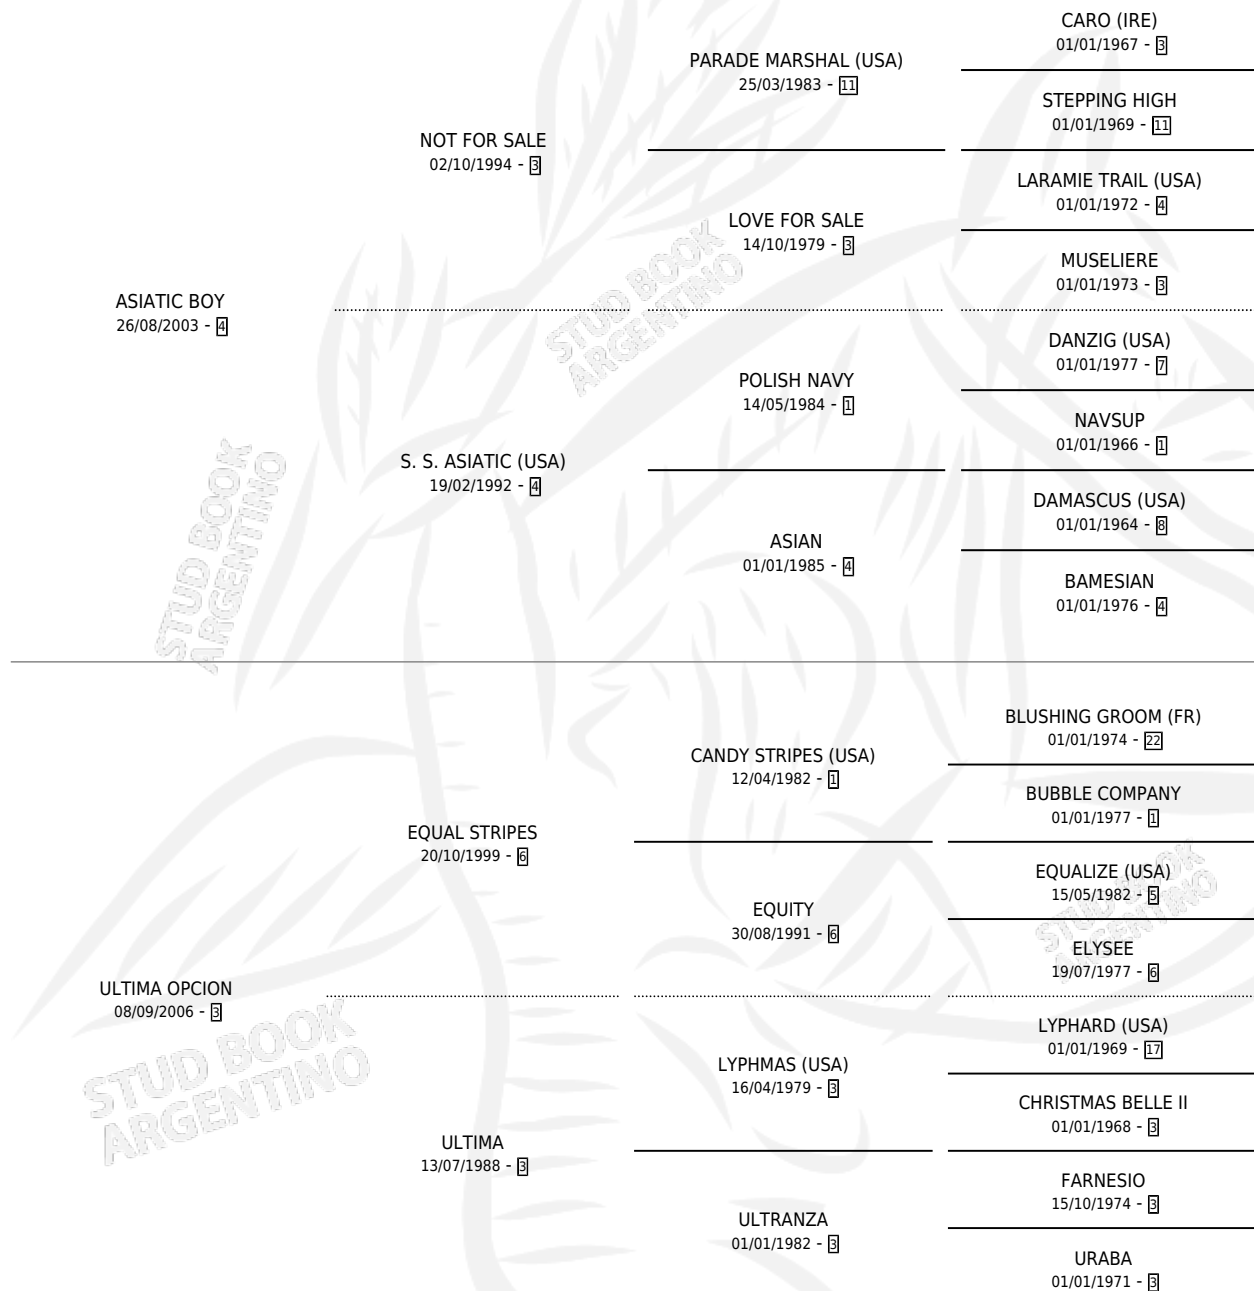 CARO (IRE)
01/01/1967 - 3
PARADE MARSHAL (USA)
25/03/1983 - 11
STEPPING HIGH
01/01/1969 - 11
NOT FOR SALE
02/10/1994 - 3
LARAMIE TRAIL (USA)
01/01/1972 - 4
LOVE FOR SALE
14/10/1979 - 3
MUSELIERE
01/01/1973 - 3
STUD BOOK
ARGENTINO
ASIATIC BOY
26/08/2003 - 4
DANZIG (USA)
01/01/1977 - 7
POLISH NAVY
14/05/1984 - 1
NAVSUP
01/01/1966 - 1
S. S. ASIATIC (USA)
19/02/1992 - 4
DAMASCUS (USA)
01/01/1964 - 8
ASIAN
01/01/1985 - 4
BAMESIAN
01/01/1976 - 4
STUD BOOK
ARGENTINO
BLUSHING GROOM (FR)
01/01/1974 - 22
CANDY STRIPES (USA)
12/04/1982 - 1
BUBBLE COMPANY
01/01/1977 - 1
EQUAL STRIPES
20/10/1999 - 6
EQUALIZE (USA)
15/05/1982 - 5
EQUITY
30/08/1991 - 6
ELYSEE
19/07/1977 - 6
STUD BOOK
ARGENTINO
ULTIMA OPCION
08/09/2006 - 3
LYPHARD (USA)
01/01/1969 - 17
LYPHMAS (USA)
16/04/1979 - 3
CHRISTMAS BELLE II
01/01/1968 - 3
STUD BOOK
ARGENTINO
ULTIMA
13/07/1988 - 3
FARNESIO
15/10/1974 - 3
ULTRANZA
01/01/1982 - 3
URABA
01/01/1971 - 3